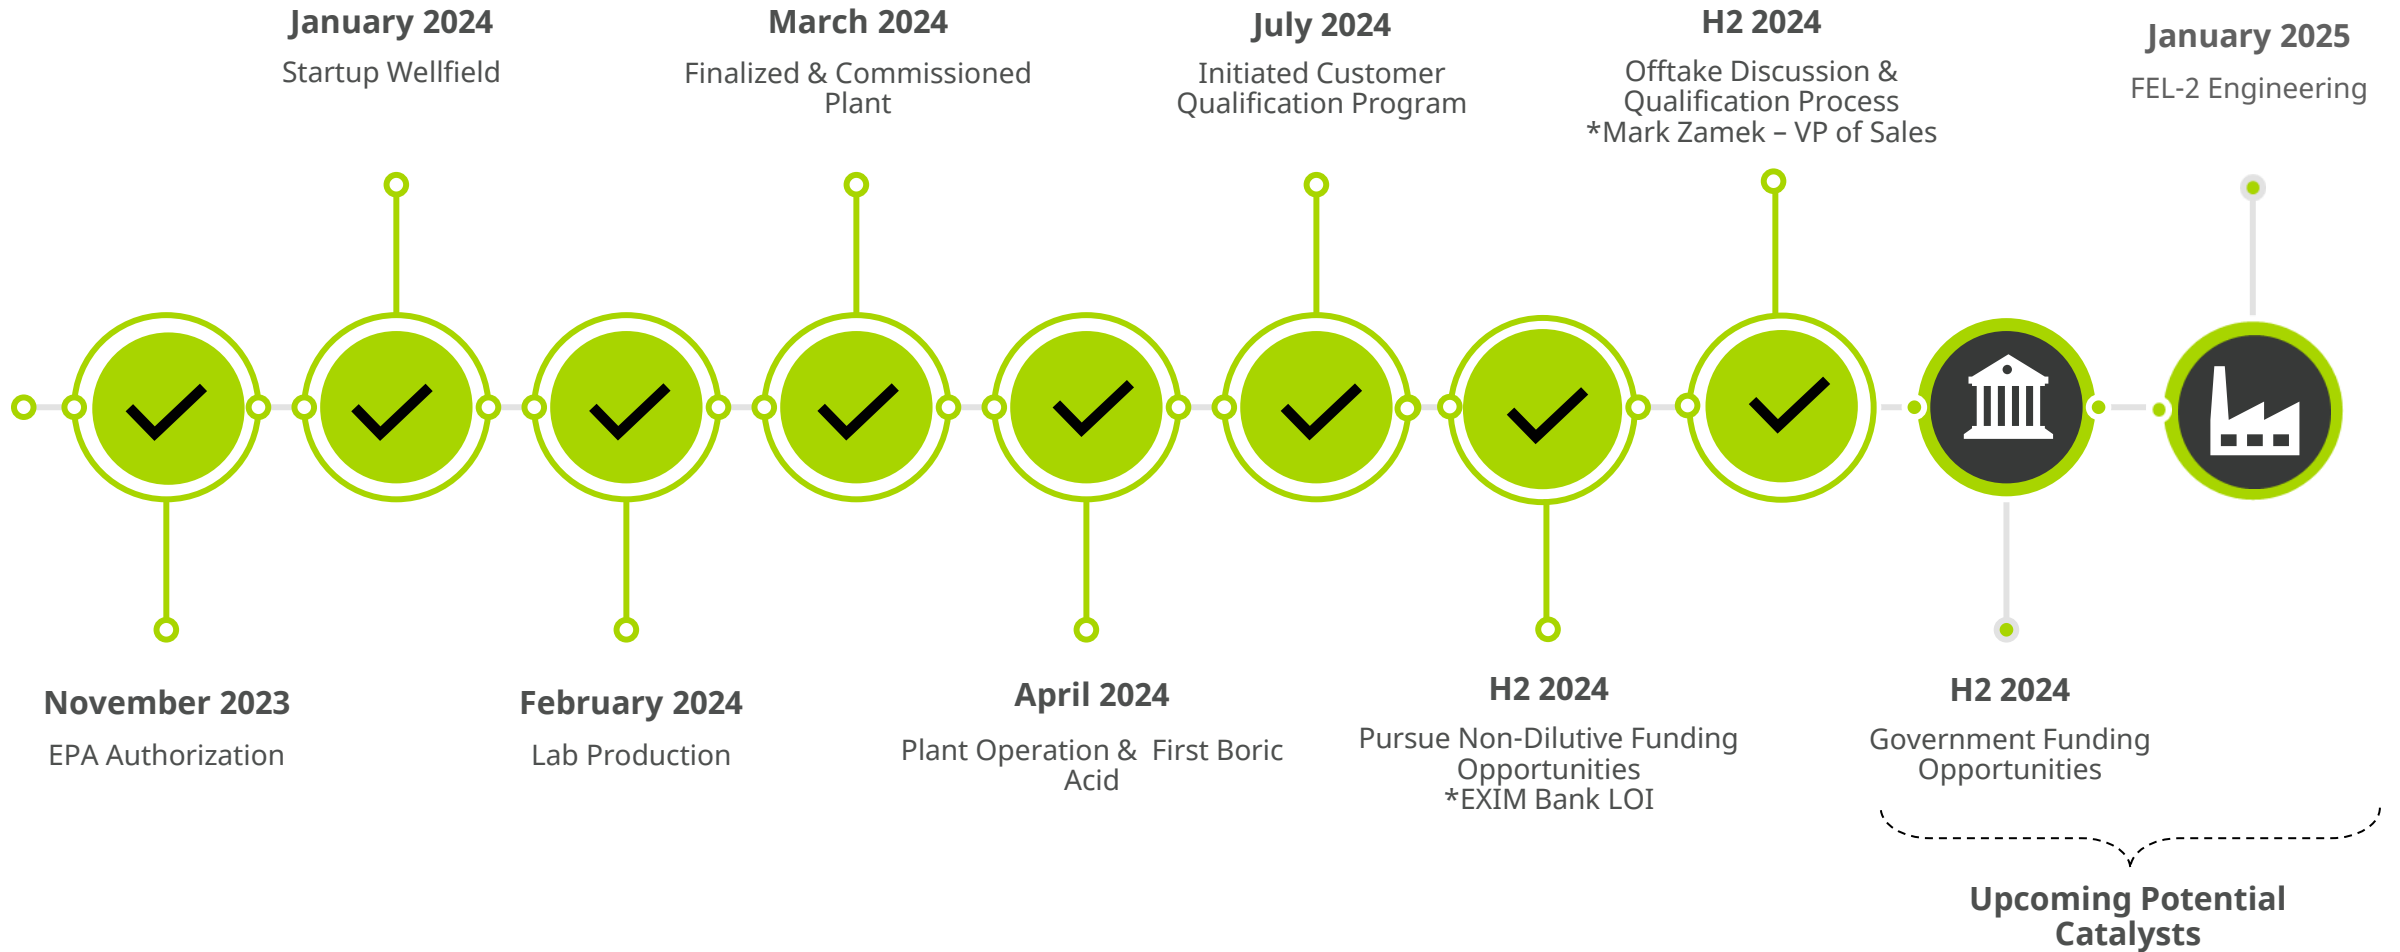 January 2024
Startup Wellfield
March 2024
Finalized & Commissioned
Plant
July 2024
Initiated Customer
Qualification Program
H2 2024
Offtake Discussion &
Qualification Process
*Mark Zamek – VP of Sales
January 2025
FEL-2 Engineering
November 2023
EPA Authorization
February 2024
Lab Production
April 2024
Plant Operation &  First Boric
Acid
H2 2024
Pursue Non-Dilutive Funding
Opportunities
*EXIM Bank LOI
H2 2024
Government Funding
Opportunities
Upcoming Potential
Catalysts